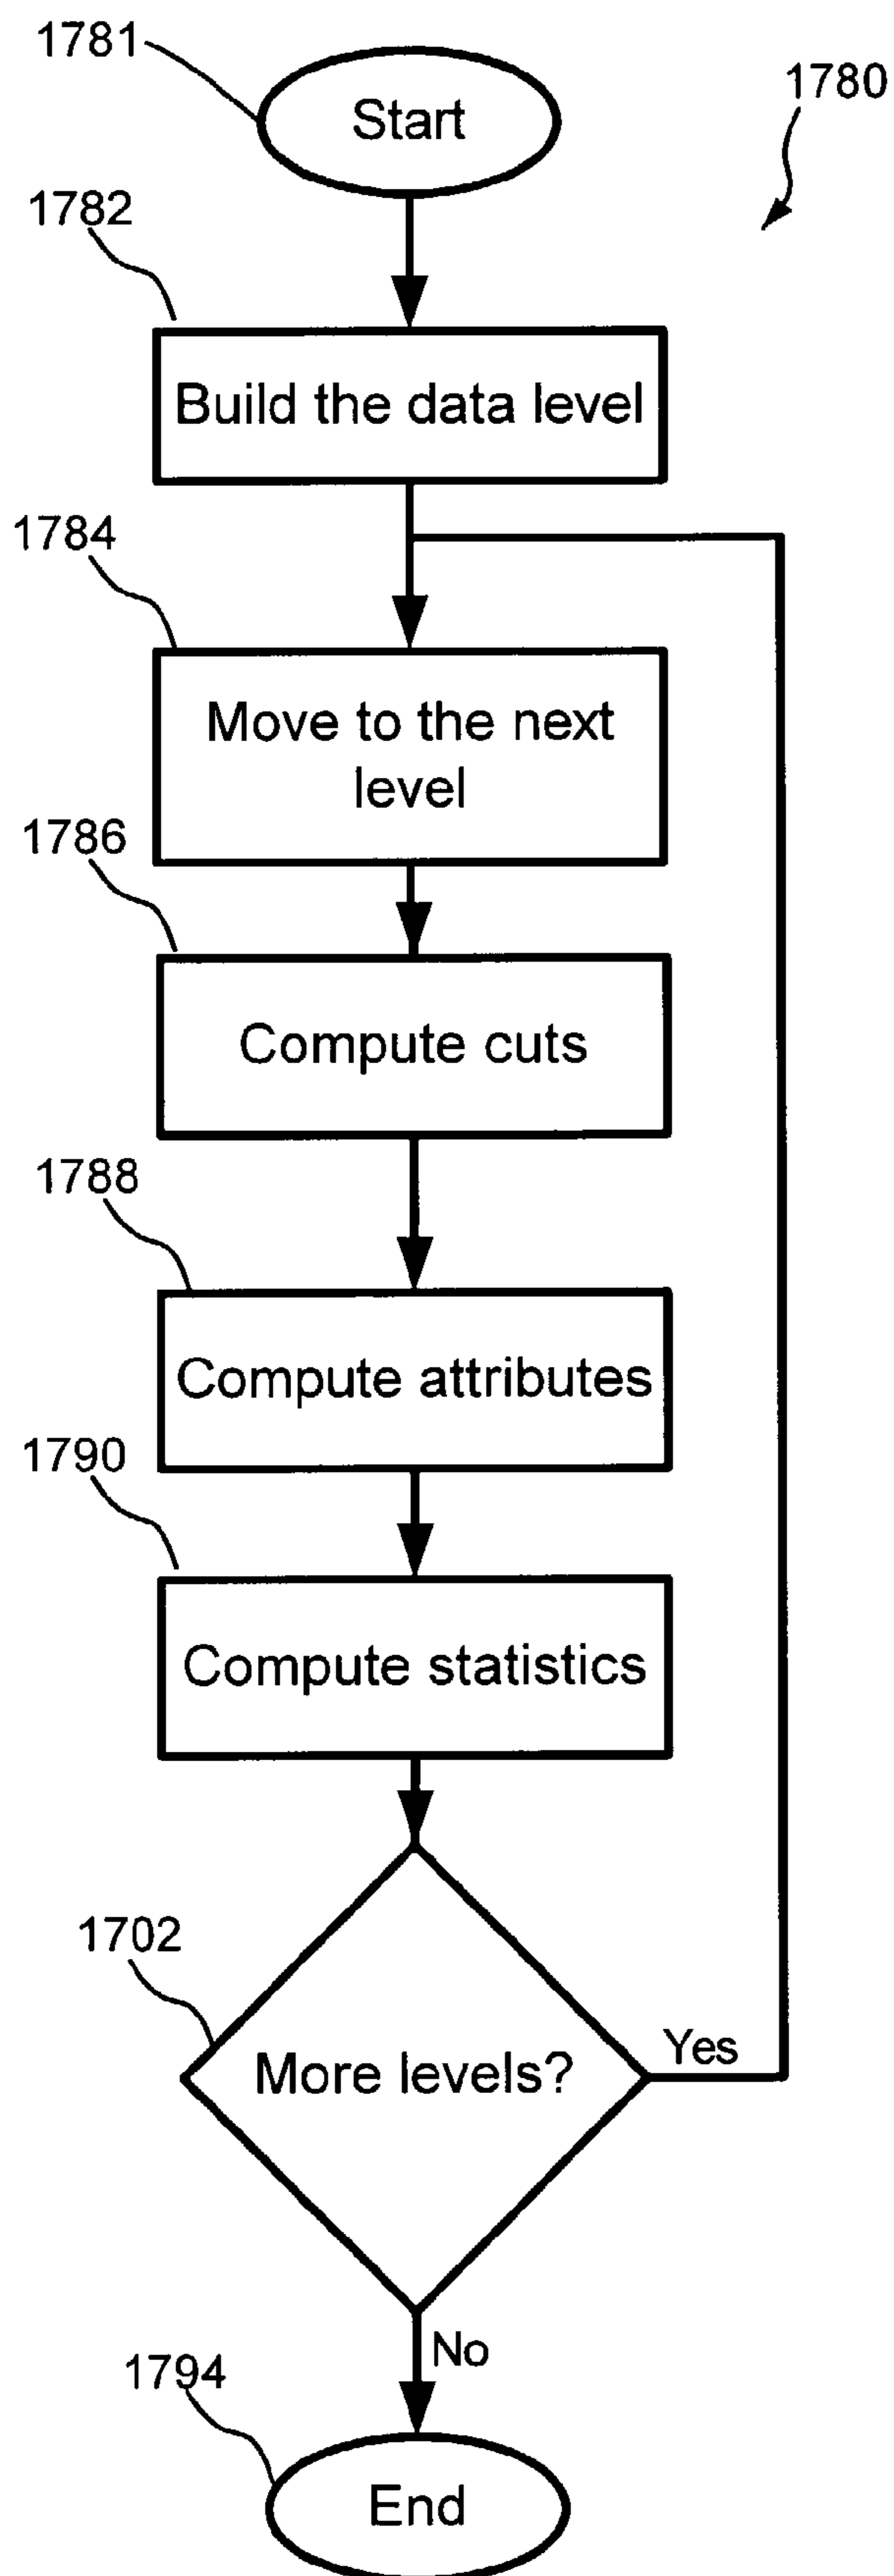 1781
Start
1780
1782
Build the data level
1784
Move to the next
level
1786
Compute cuts
1788
Compute attributes
1790
Compute statistics
1702
More levels?
Yes
No
1794
End